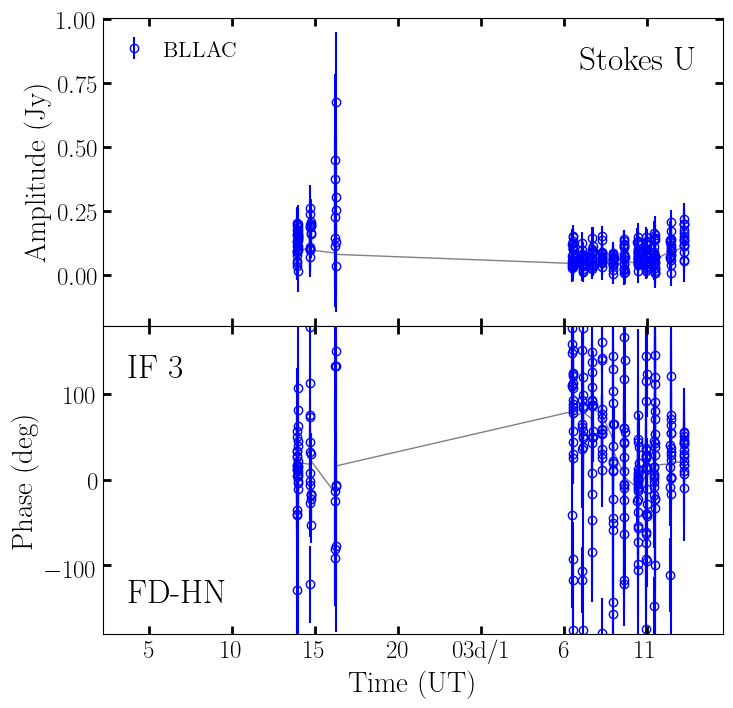 1.00
BLLAC
Stokes U
0.75
0.50
0.25
0.00
Amplitude (Jy)
IF 3
100
0
−100
Phase (deg)
FD-HN
5 10 15 20 03d/1 6 11
Time (UT)